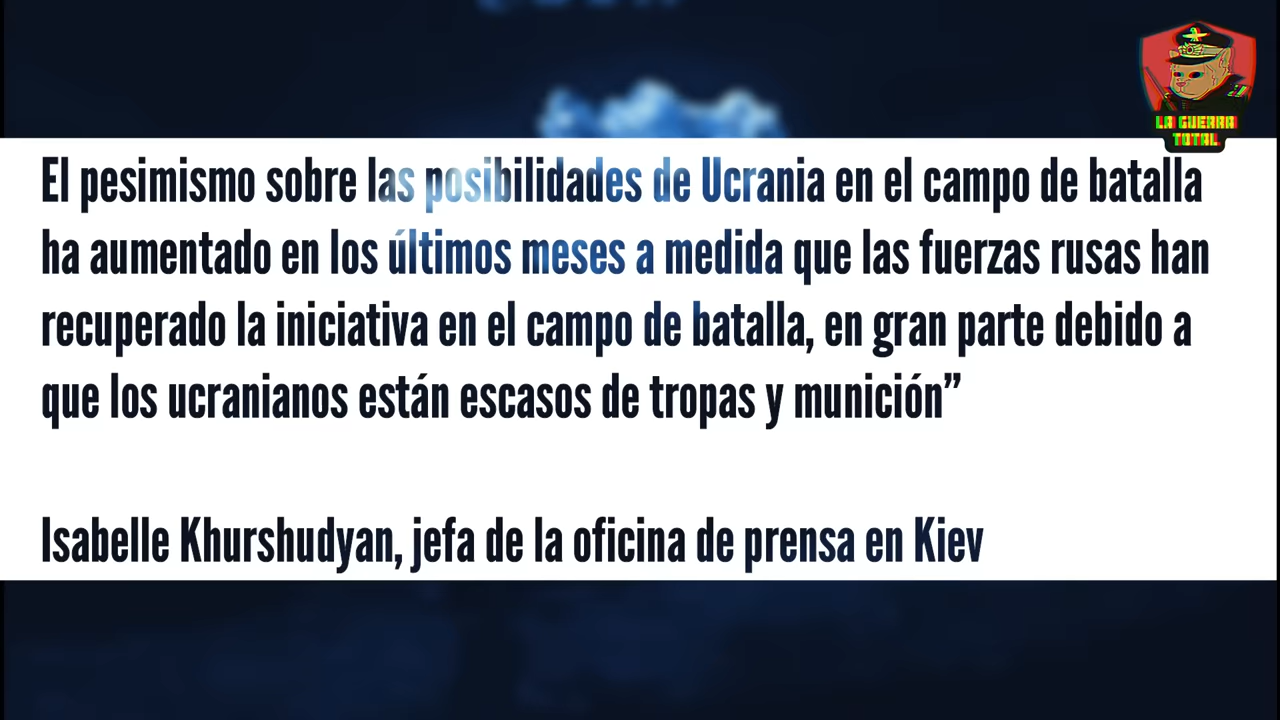 LA GUERRA
TOTAL
El pesimismo sobre las posibilidades de Ucrania en el campo de batalla
ha aumentado en los últimos meses a medida que las fuerzas rusas han
recuperado la iniciativa en el campo de batalla, en gran parte debido a
que los ucranianos están escasos de tropas y munición”
Isabelle Khurshudyan, jefa de la oficina de prensa en Kiev